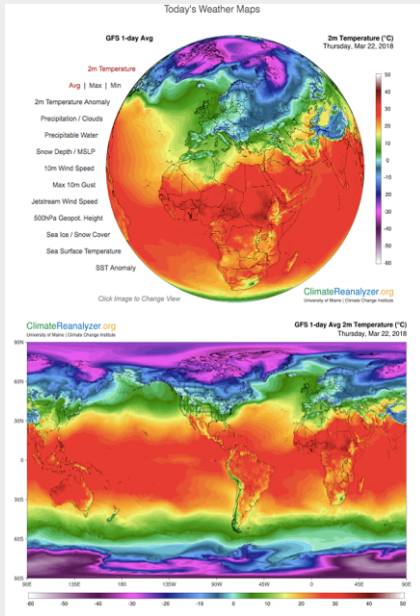 Today's Weather Maps
GFS 1-day Avg
2m Temperature (°C)
Thursday, Mar 22, 2018
2m Temperature
Avg | Max | Min
2m Temperature Anomaly
Precipitation / Clouds
Precipitable Water
Snow Depth / MSLP
10m Wind Speed
Max 10m Gust
Jetstream Wind Speed
500hPa Geopot. Height
Sea Ice / Snow Cover
Sea Surface Temperature
SST Anomaly
50
40
30
20
10
0
-10
-20
-30
-40
-50
-60
Click Image to Change View
ClimateReanalyzer.org
University of Maine | Climate Change Institute
ClimateReanalyzer.org
University of Maine | Climate Change Institute
GFS 1-day Avg 2m Temperature (°C)
Thursday, Mar 22, 2018
90N
60N
30N
0
30S
60S
90S
90E 135E 180 135W 90W 45W 0 45E 90E
-60 -50 -40 -30 -20 -10 0 10 20 30 40 50